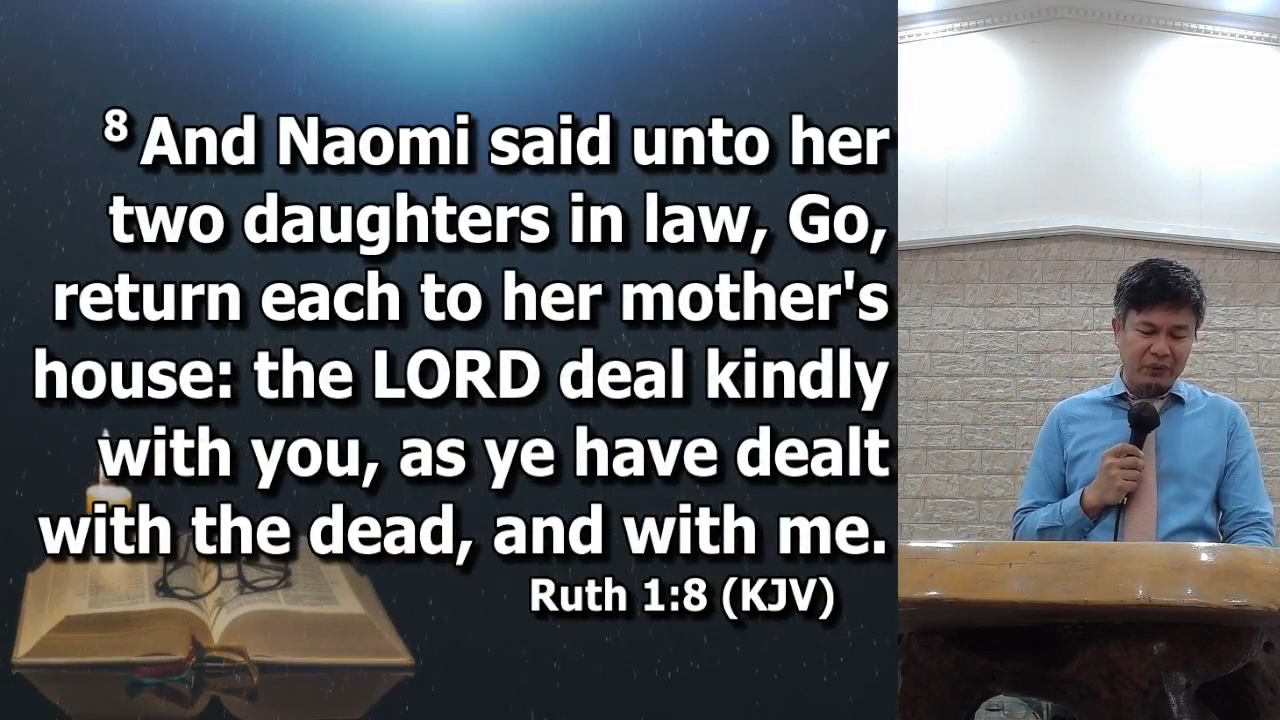 8 And Naomi said unto her
two daughters in law, Go,
return each to her mother's
house: the LORD deal kindly
with you, as ye have dealt
with the dead, and with me.
Ruth 1:8 (KJV)